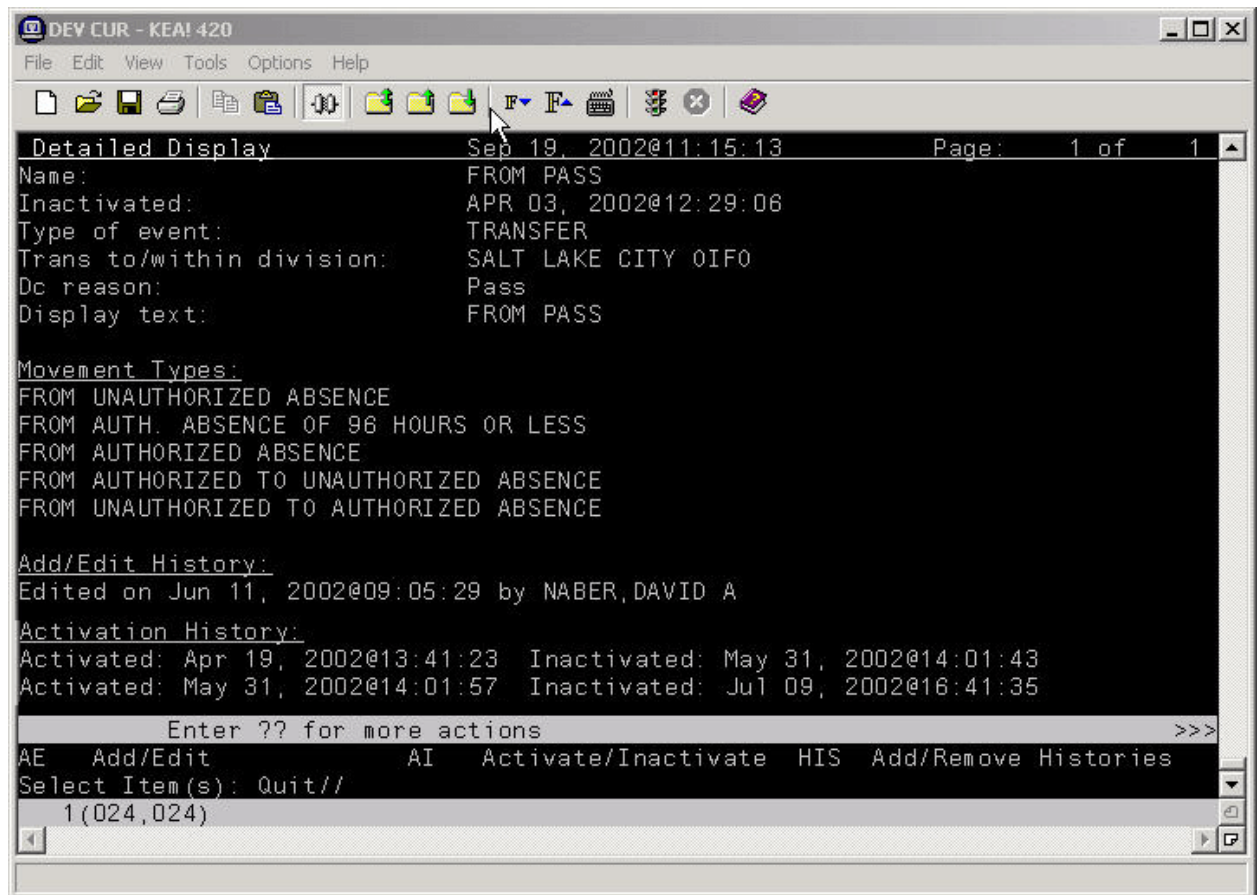 DEV CUR - KEA! 420
File Edit View Tools Options Help
Detailed Display Sep 19, 2002@11:15:13 Page: 1 of 1
Name: FROM PASS
Inactivated: APR 03, 2002@12:29:06
Type of event: TRANSFER
Trans to/within division: SALT LAKE CITY OIFO
Dc reason: Pass
Display text: FROM PASS
Movement Types:
FROM UNAUTHORIZED ABSENCE
FROM AUTH. ABSENCE OF 96 HOURS OR LESS
FROM AUTHORIZED ABSENCE
FROM AUTHORIZED TO UNAUTHORIZED ABSENCE
FROM UNAUTHORIZED TO AUTHORIZED ABSENCE
Add/Edit History:
Edited on Jun 11, 2002@09:05:29 by NABER,DAVID A
Activation History:
Activated: Apr 19, 2002@13:41:23 Inactivated: May 31, 2002@14:01:43
Activated: May 31, 2002@14:01:57 Inactivated: Jul 09, 2002@16:41:35
Enter ?? for more actions >>>
AE Add/Edit AI Activate/Inactivate HIS Add/Remove Histories
Select Item(s): Quit//
1(024,024)